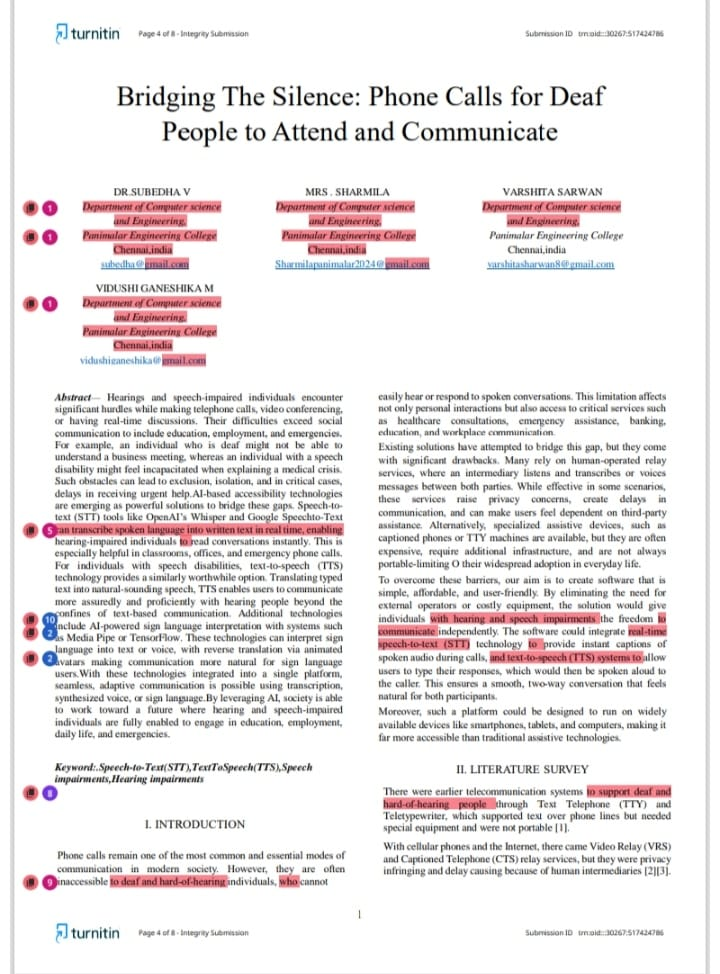 turnitin Page 4 of 8 - Integrity Submission Submission ID trn:oid:::30267:517424786
Bridging The Silence: Phone Calls for Deaf
People to Attend and Communicate
DR.SUBEDHA V
Department of Computer science
and Engineering,
Panimalar Engineering College
Chennai,india
subedha@gmail.com
MRS . SHARMILA
Department of Computer science
and Engineering,
Panimalar Engineering College
Chennai,india
Sharmilapanimalar2024@gmail.com
VARSHITA SARWAN
Department of Computer science
and Engineering,
Panimalar Engineering College
Chennai,india
varshitasharwan8@gmail.com
VIDUSHI GANESHIKA M
Department of Computer science
and Engineering,
Panimalar Engineering College
Chennai,india
vidushiganeshika@gmail.com
1
1
1
Abstract— Hearings and speech-impaired individuals encounter
significant hurdles while making telephone calls, video conferencing,
or having real-time discussions. Their difficulties exceed social
communication to include education, employment, and emergencies.
For example, an individual who is deaf might not be able to
understand a business meeting, whereas an individual with a speech
disability might feel incapacitated when explaining a medical crisis.
Such obstacles can lead to exclusion, isolation, and in critical cases,
delays in receiving urgent help.AI-based accessibility technologies
are emerging as powerful solutions to bridge these gaps. Speech-to-
text (STT) tools like OpenAI's Whisper and Google Speechto-Text
5 can transcribe spoken language into written text in real time, enabling
hearing-impaired individuals to read conversations instantly. This is
especially helpful in classrooms, offices, and emergency phone calls.
For individuals with speech disabilities, text-to-speech (TTS)
technology provides a similarly worthwhile option. Translating typed
text into natural-sounding speech, TTS enables users to communicate
more assuredly and proficiently with hearing people beyond the
10 confines of text-based communication. Additional technologies
include AI-powered sign language interpretation with systems such
2 as Media Pipe or TensorFlow. These technologies can interpret sign
language into text or voice, with reverse translation via animated
2 avatars making communication more natural for sign language
users.With these technologies integrated into a single platform,
seamless, adaptive communication is possible using transcription,
synthesized voice, or sign language.By leveraging AI, society is able
to work toward a future where hearing and speech-impaired
individuals are fully enabled to engage in education, employment,
daily life, and emergencies.
Keyword:.Speech-to-Text(STT),TextToSpeech(TTS),Speech
impairments,Hearing impairments
8
I. INTRODUCTION
Phone calls remain one of the most common and essential modes of
communication in modern society. However, they are often
9 inaccessible to deaf and hard-of-hearing individuals, who cannot
easily hear or respond to spoken conversations. This limitation affects
not only personal interactions but also access to critical services such
as healthcare consultations, emergency assistance, banking,
education, and workplace communication.
Existing solutions have attempted to bridge this gap, but they come
with significant drawbacks. Many rely on human-operated relay
services, where an intermediary listens and transcribes or voices
messages between both parties. While effective in some scenarios,
these services raise privacy concerns, create delays in
communication, and can make users feel dependent on third-party
assistance. Alternatively, specialized assistive devices, such as
captioned phones or TTY machines are available, but they are often
expensive, require additional infrastructure, and are not always
portable-limiting O their widespread adoption in everyday life.
To overcome these barriers, our aim is to create software that is
simple, affordable, and user-friendly. By eliminating the need for
external operators or costly equipment, the solution would give
individuals with hearing and speech impairments the freedom to
communicate independently. The software could integrate real-time
speech-to-text (STT) technology to provide instant captions of
spoken audio during calls, and text-to-speech (TTS) systems to allow
users to type their responses, which would then be spoken aloud to
the caller. This ensures a smooth, two-way conversation that feels
natural for both participants.
Moreover, such a platform could be designed to run on widely
available devices like smartphones, tablets, and computers, making it
far more accessible than traditional assistive technologies.
II. LITERATURE SURVEY
There were earlier telecommunication systems to support deaf and
hard-of-hearing people through Text Telephone (TTY) and
Teletypewriter, which supported text over phone lines but needed
special equipment and were not portable [1].
With cellular phones and the Internet, there came Video Relay (VRS)
and Captioned Telephone (CTS) relay services, but they were privacy
infringing and delay causing because of human intermediaries [2][3].
1
turnitin Page 4 of 8 - Integrity Submission Submission ID trn:oid:::30267:517424786